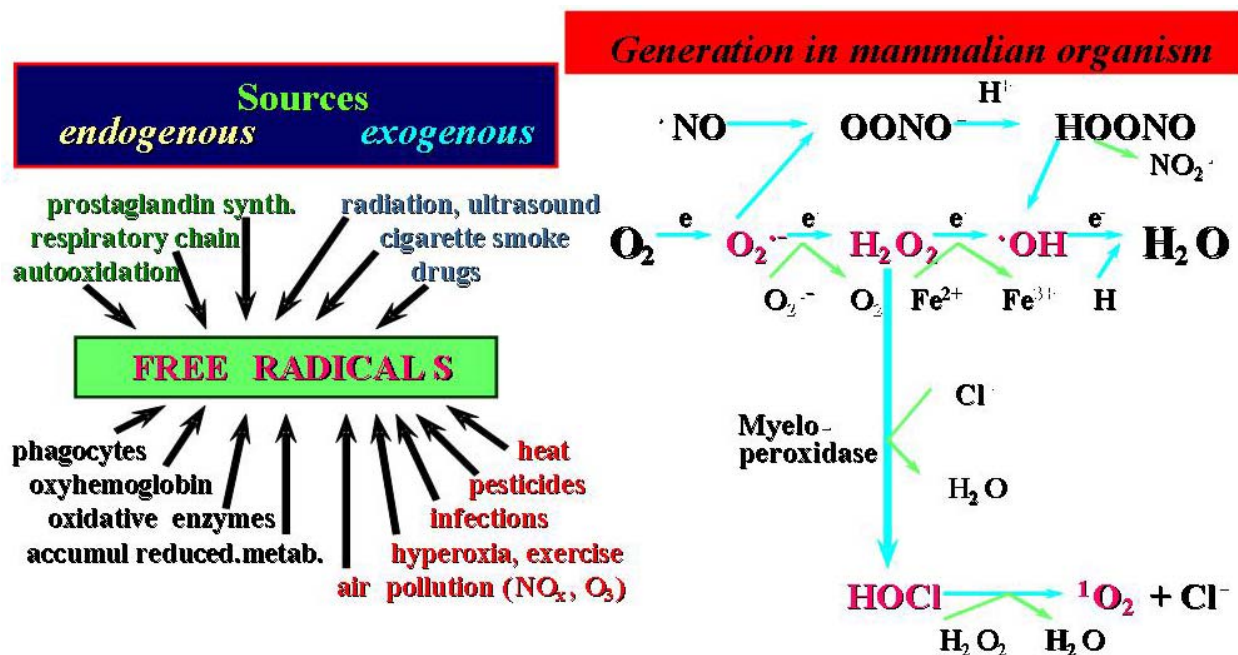 Sources
endogenous exogenous
prostaglandin synth.
respiratory chain
autooxidation
radiation, ultrasound
cigarette smoke
drugs
FREE RADICALS
phagocytes
oxyhemoglobin
oxidative enzymes
accumul reduced.metab.
heat
pesticides
infections
hyperoxia, exercise
air pollution (NOₓ, O₃)
Generation in mammalian organism
H⁺
·NO OONO⁻ HOONO
NO₂·
e e· e· e⁻
O₂ O₂·⁻ H₂O₂ ·OH H₂O
O₂·⁻ O₂ Fe²⁺ Fe³⁺ H
Cl⁻
Myelo-
peroxidase
H₂O
HOCl ¹O₂ + Cl⁻
H₂O₂ H₂O